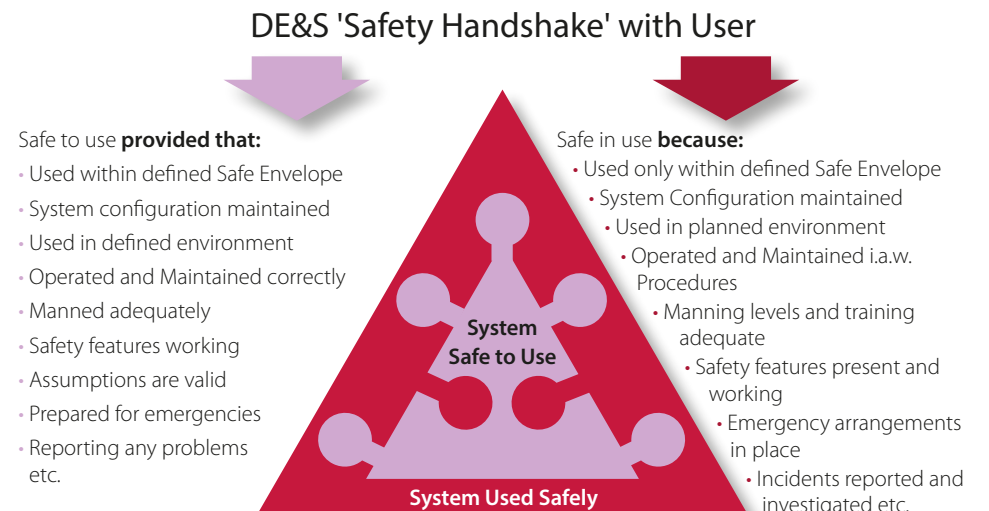 DE&S 'Safety Handshake' with User
Safe to use provided that:
• Used within defined Safe Envelope
• System configuration maintained
• Used in defined environment
• Operated and Maintained correctly
• Manned adequately
• Safety features working
• Assumptions are valid
• Prepared for emergencies
• Reporting any problems
etc.
System
Safe to Use
System Used Safely
Safe in use because:
• Used only within defined Safe Envelope
• System Configuration maintained
• Used in planned environment
• Operated and Maintained i.a.w.
Procedures
• Manning levels and training
adequate
• Safety features present and
working
• Emergency arrangements
in place
• Incidents reported and
investigated etc.